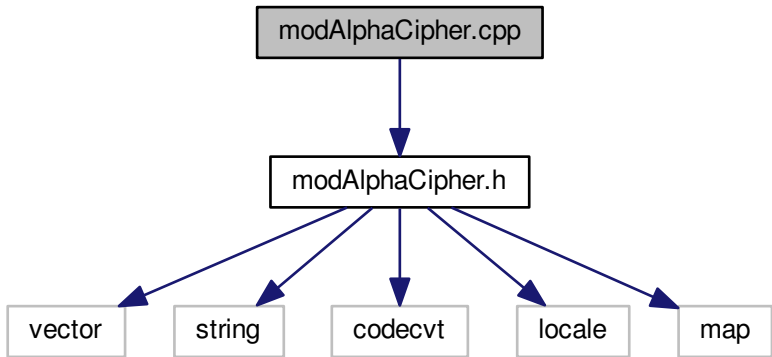 modAlphaCipher.cpp
modAlphaCipher.h
vector
string
codecvt
locale
map